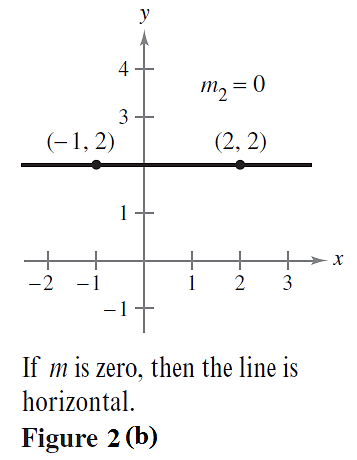 y
4
m₂ = 0
3
(−1, 2) (2, 2)
1
x
−2 −1 1 2 3
−1
If m is zero, then the line is
horizontal.
Figure 2 (b)